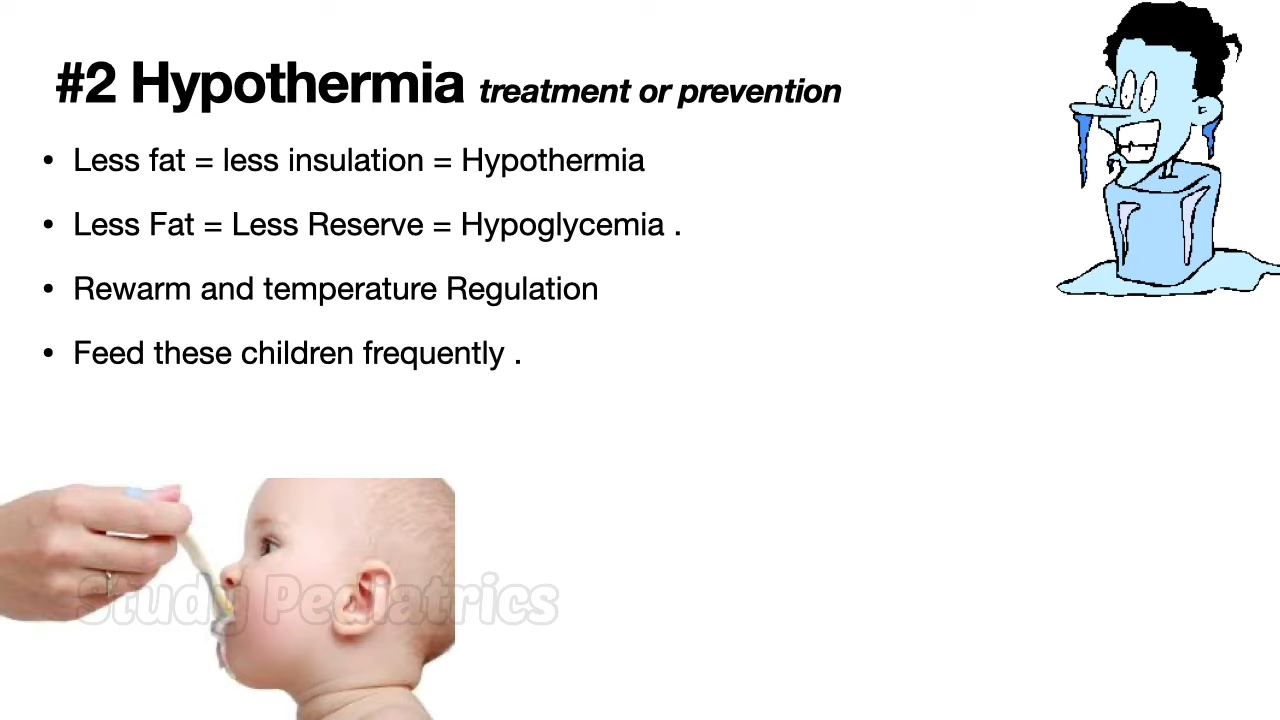 #2 Hypothermia treatment or prevention
• Less fat = less insulation = Hypothermia
• Less Fat = Less Reserve = Hypoglycemia .
• Rewarm and temperature Regulation
• Feed these children frequently .
Study Pediatrics